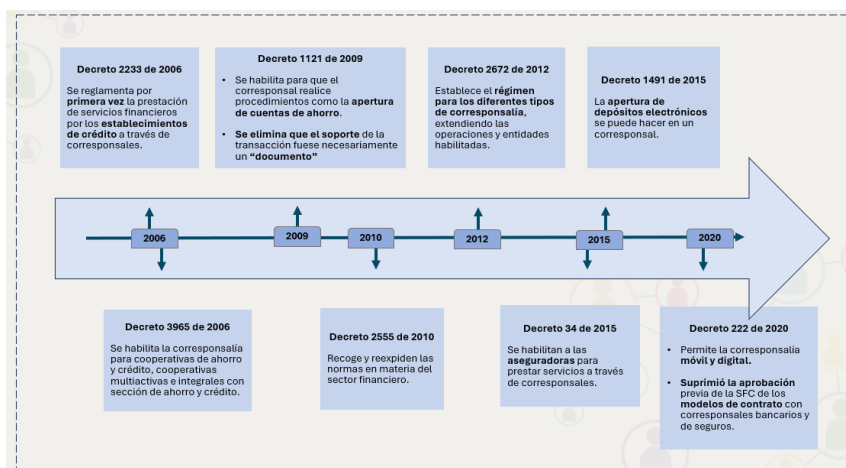 Decreto 2233 de 2006
Se reglamenta por
primera vez la prestación
de servicios financieros
por los establecimientos
de crédito a través de
corresponsales.
Decreto 1121 de 2009
• Se habilita para que el
corresponsal realice
procedimientos como la apertura
de cuentas de ahorro.
• Se elimina que el soporte de la
transacción fuese necesariamente
un “documento”
Decreto 2672 de 2012
Establece el régimen
para los diferentes tipos
de corresponsalía,
extendiendo las
operaciones y entidades
habilitadas.
Decreto 1491 de 2015
La apertura de
depósitos electrónicos
se puede hacer en un
corresponsal.
2006
2009
2010
2012
2015
2020
Decreto 3965 de 2006
Se habilita la corresponsalía
para cooperativas de ahorro
y crédito, cooperativas
multiactivas e integrales con
sección de ahorro y crédito.
Decreto 2555 de 2010
Recoge y reexpiden las
normas en materia del
sector financiero.
Decreto 34 de 2015
Se habilitan a las
aseguradoras para
prestar servicios a través
de corresponsales.
Decreto 222 de 2020
• Permite la corresponsalía
móvil y digital.
• Suprimió la aprobación
previa de la SFC de los
modelos de contrato con
corresponsales bancarios y
de seguros.